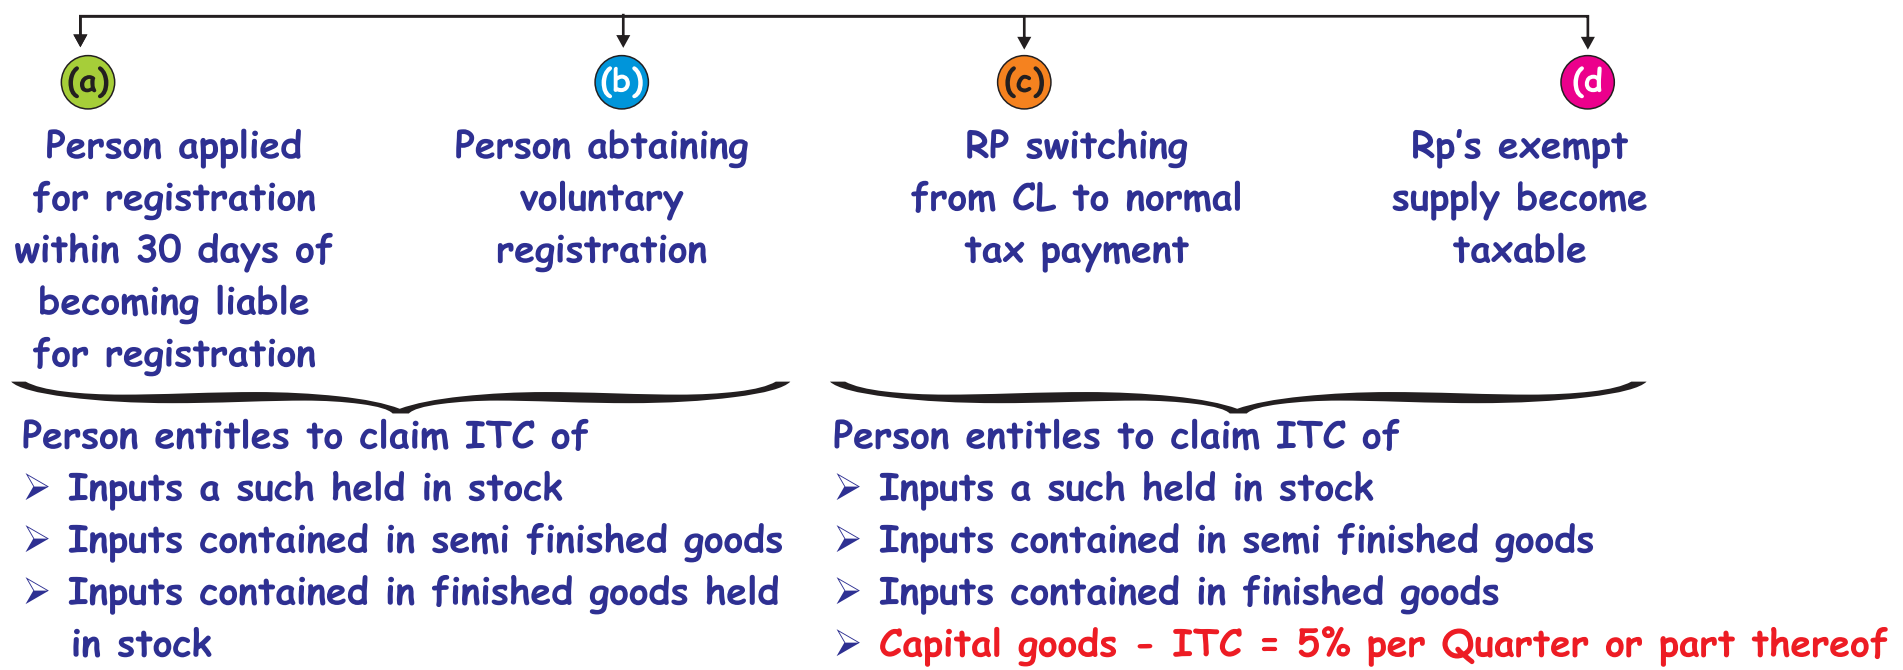 (a)
Person applied
for registration
within 30 days of
becoming liable
for registration
(b)
Person abtaining
voluntary
registration
(c)
RP switching
from CL to normal
tax payment
(d
Rp's exempt
supply become
taxable
Person entitles to claim ITC of
➢ Inputs a such held in stock
➢ Inputs contained in semi finished goods
➢ Inputs contained in finished goods held
in stock
Person entitles to claim ITC of
➢ Inputs a such held in stock
➢ Inputs contained in semi finished goods
➢ Inputs contained in finished goods
➢ Capital goods - ITC = 5% per Quarter or part thereof